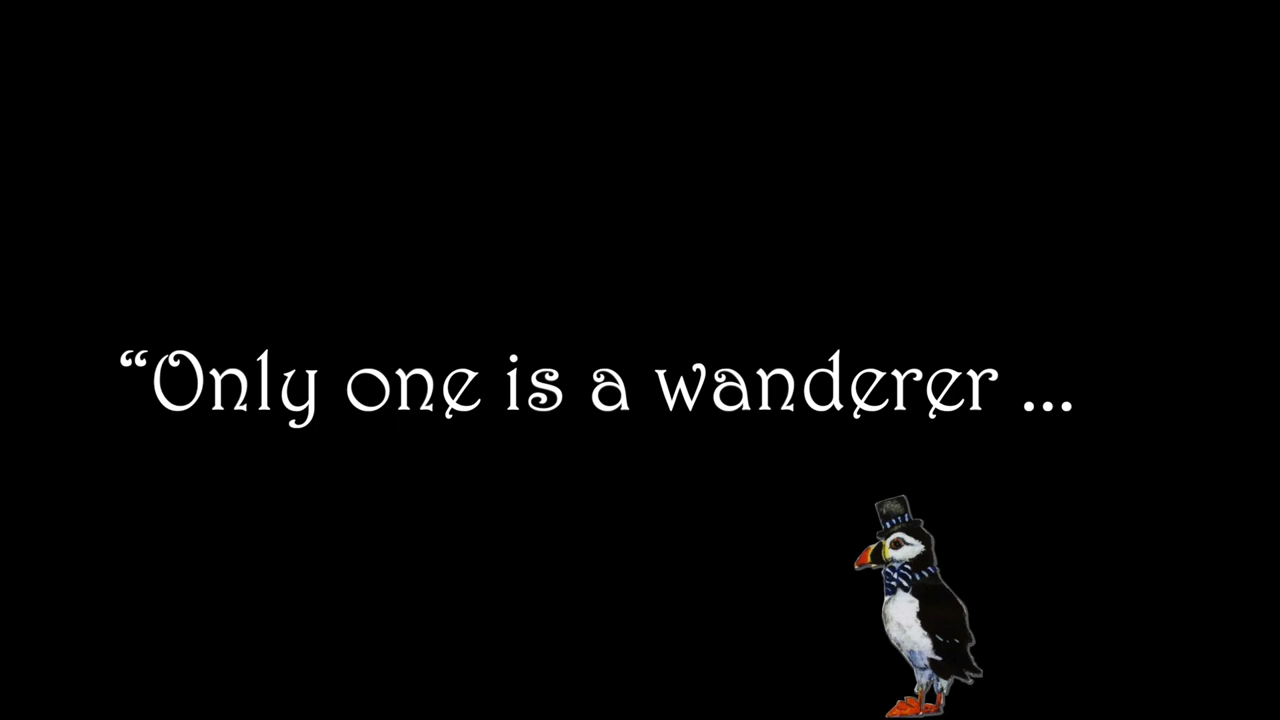 “Only one is a wanderer ...